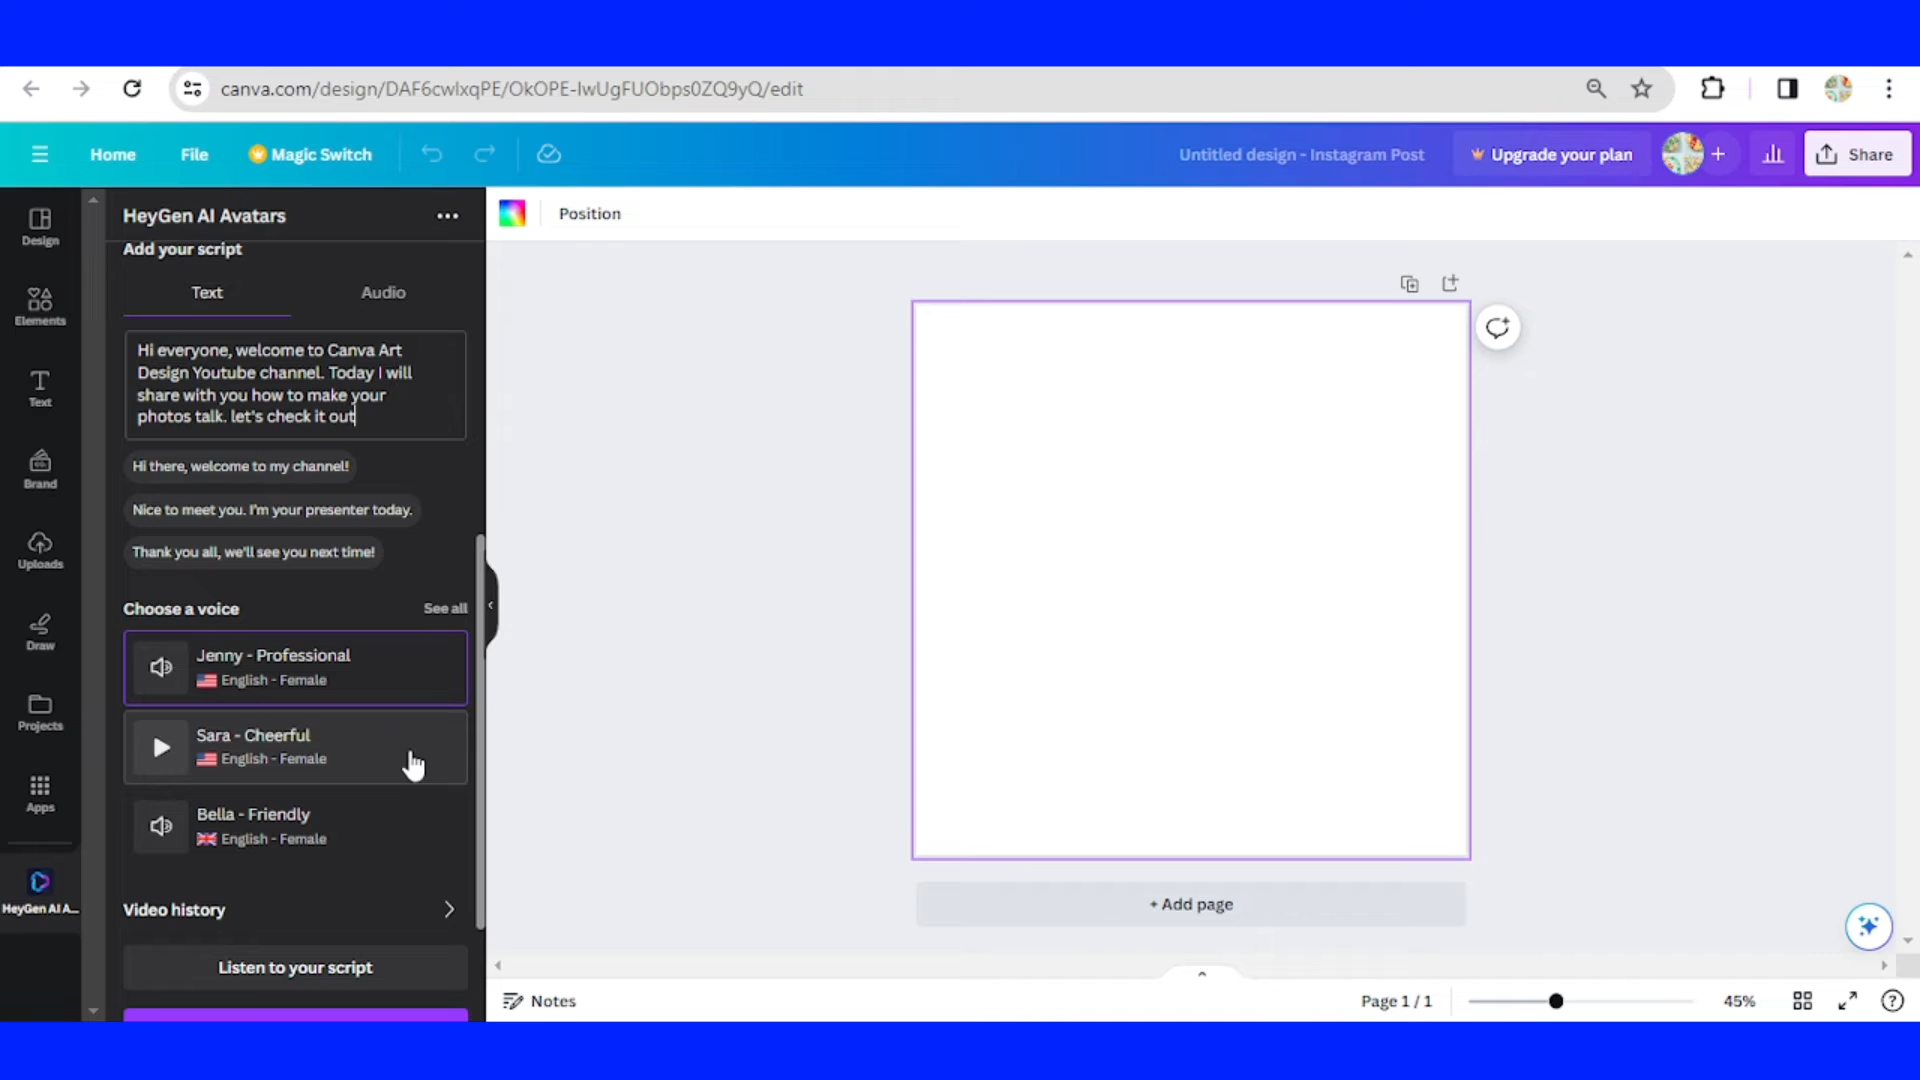 canva.com/design/DAF6cwlxqPE/OkOPE-lwUgFUObps0ZQ9yQ/edit
Home
File
Magic Switch
Untitled design - Instagram Post
Upgrade your plan
Share
Design
Elements
Text
Brand
Uploads
Draw
Projects
Apps
HeyGen AI A...
HeyGen AI Avatars
Add your script
Text
Audio
Hi everyone, welcome to Canva Art
Design Youtube channel. Today I will
share with you how to make your
photos talk. let's check it out
Hi there, welcome to my channel!
Nice to meet you. I'm your presenter today.
Thank you all, we'll see you next time!
Choose a voice
See all
Jenny - Professional
English - Female
Sara - Cheerful
English - Female
Bella - Friendly
English - Female
Video history
Listen to your script
Position
+ Add page
Notes
Page 1 / 1
45%